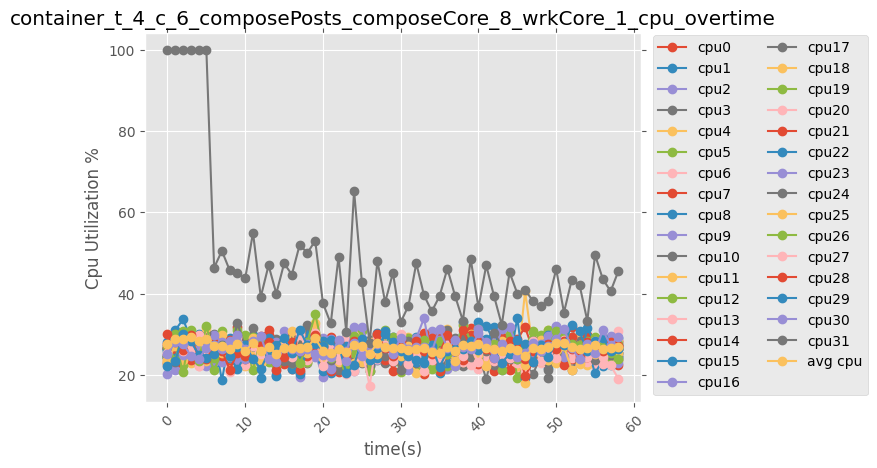 container_t_4_c_6_composePosts_composeCore_8_wrkCore_1_cpu_overtime
100
80
60
40
20
Cpu Utilization %
0
10
20
30
40
50
60
time(s)
cpu0
cpu1
cpu2
cpu3
cpu4
cpu5
cpu6
cpu7
cpu8
cpu9
cpu10
cpu11
cpu12
cpu13
cpu14
cpu15
cpu16
cpu17
cpu18
cpu19
cpu20
cpu21
cpu22
cpu23
cpu24
cpu25
cpu26
cpu27
cpu28
cpu29
cpu30
cpu31
avg cpu